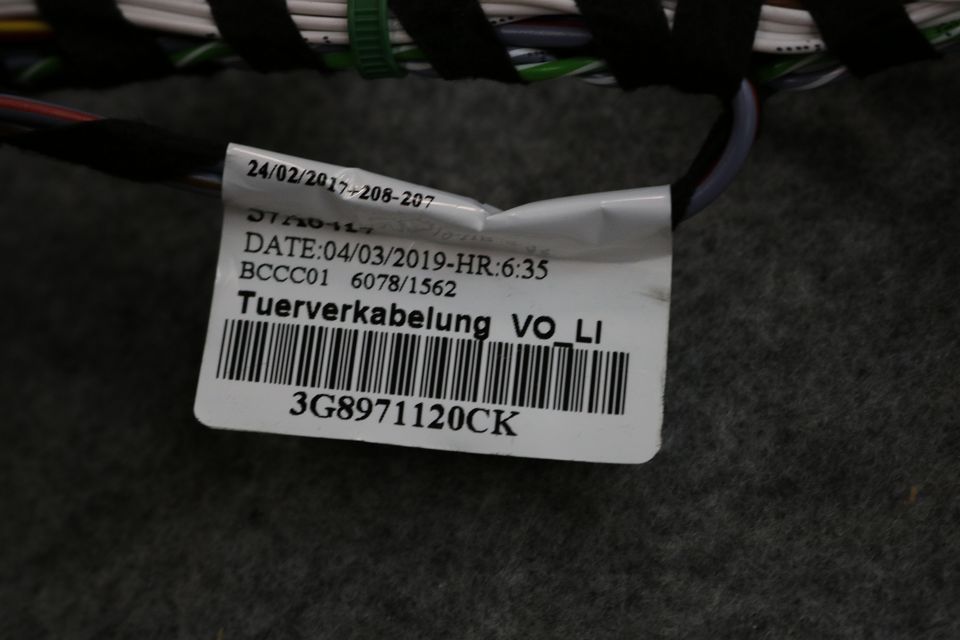 24/02/2017+208-207
DATE:04/03/2019-HR:6:35
BCCC01 6078/1562
Tuerverkabelung VO_LI
3G8971120CK